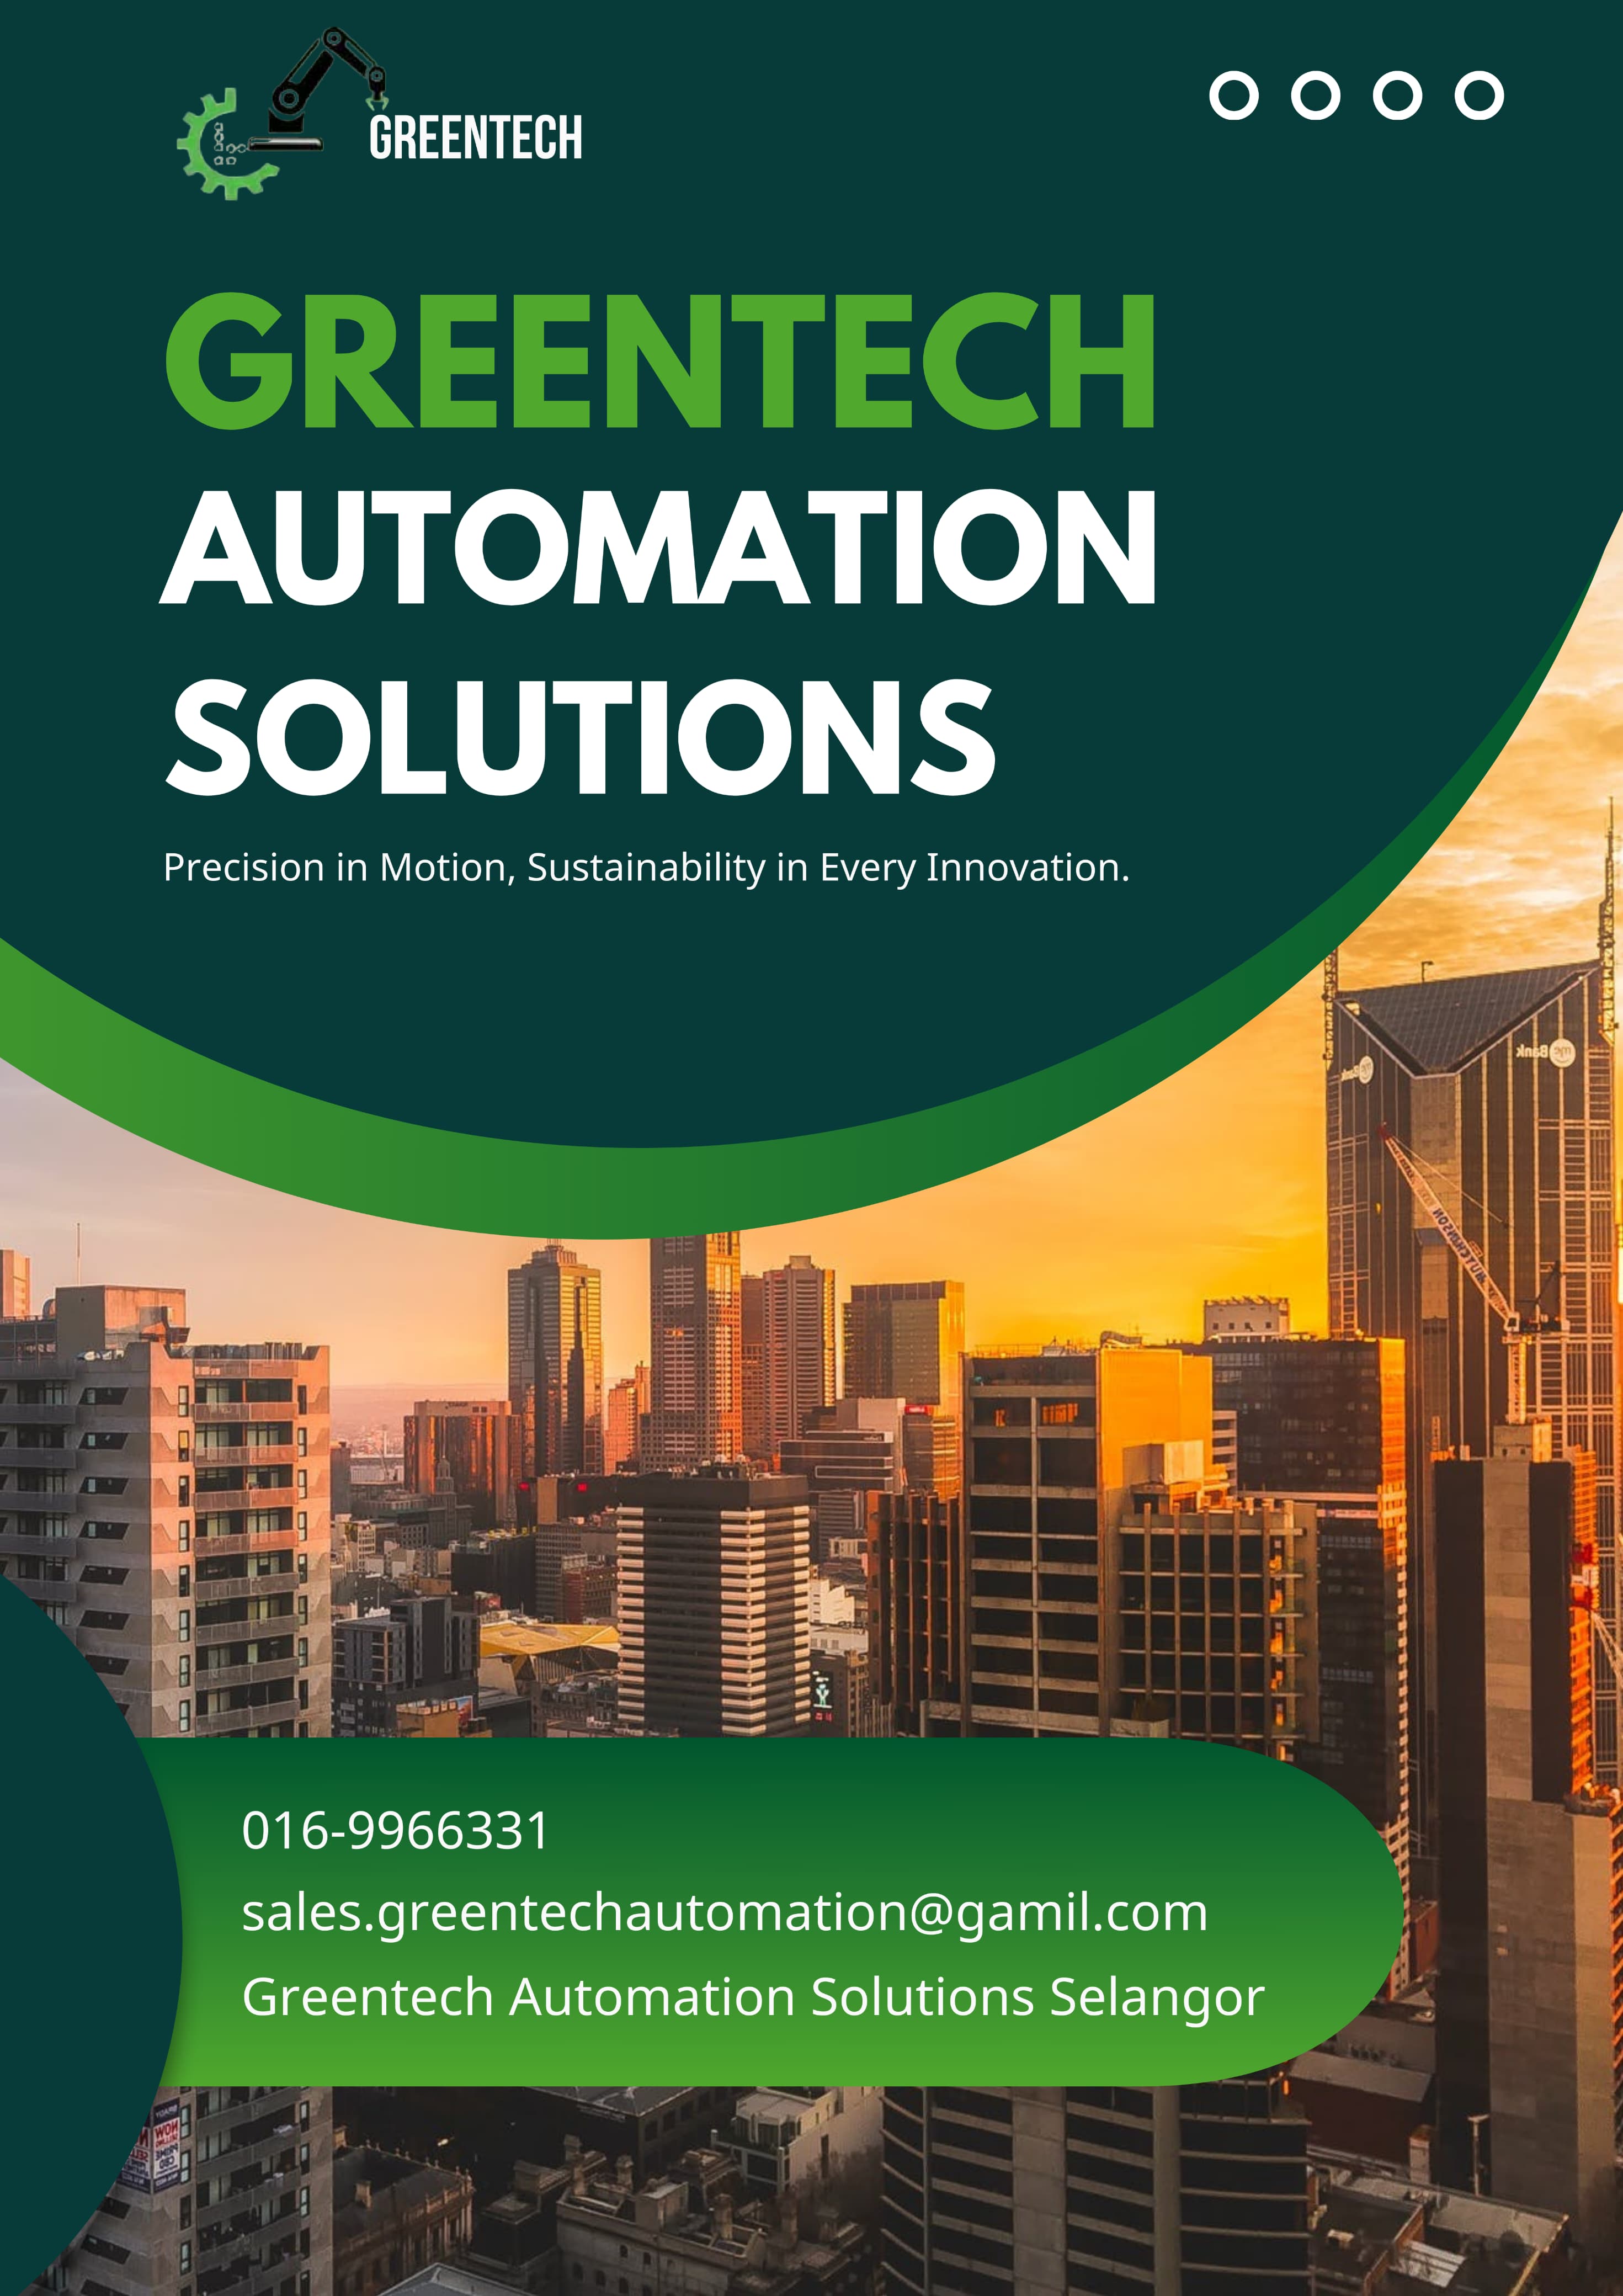 GREENTECH
GREENTECH
AUTOMATION
SOLUTIONS
Precision in Motion, Sustainability in Every Innovation.
016-9966331
sales.greentechautomation@gamil.com
Greentech Automation Solutions Selangor